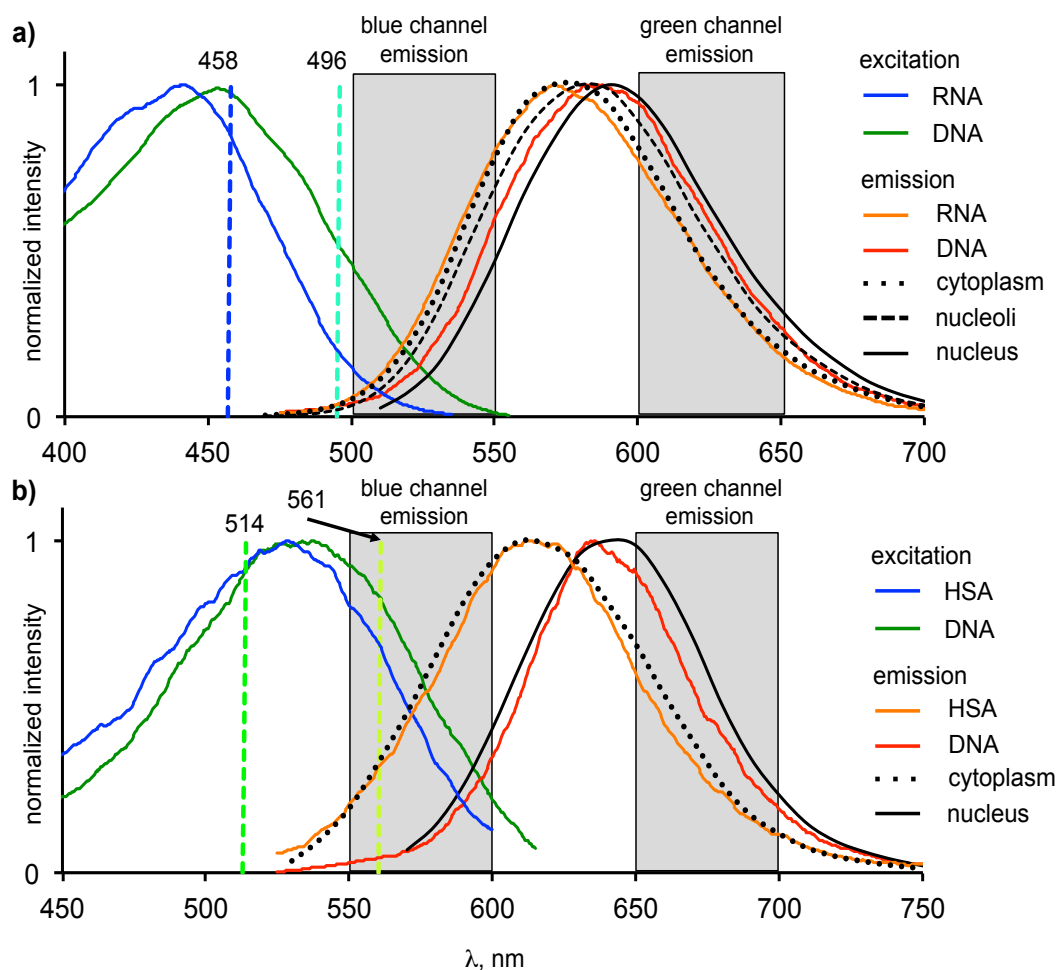 a)
blue channel
emission
green channel
emission
458
496
1
normalized intensity
0
400
450
500
550
600
650
700
excitation
RNA
DNA
emission
RNA
DNA
cytoplasm
nucleoli
nucleus
b)
blue channel
emission
green channel
emission
514
561
1
normalized intensity
0
450
500
550
600
650
700
750
λ, nm
excitation
HSA
DNA
emission
HSA
DNA
cytoplasm
nucleus